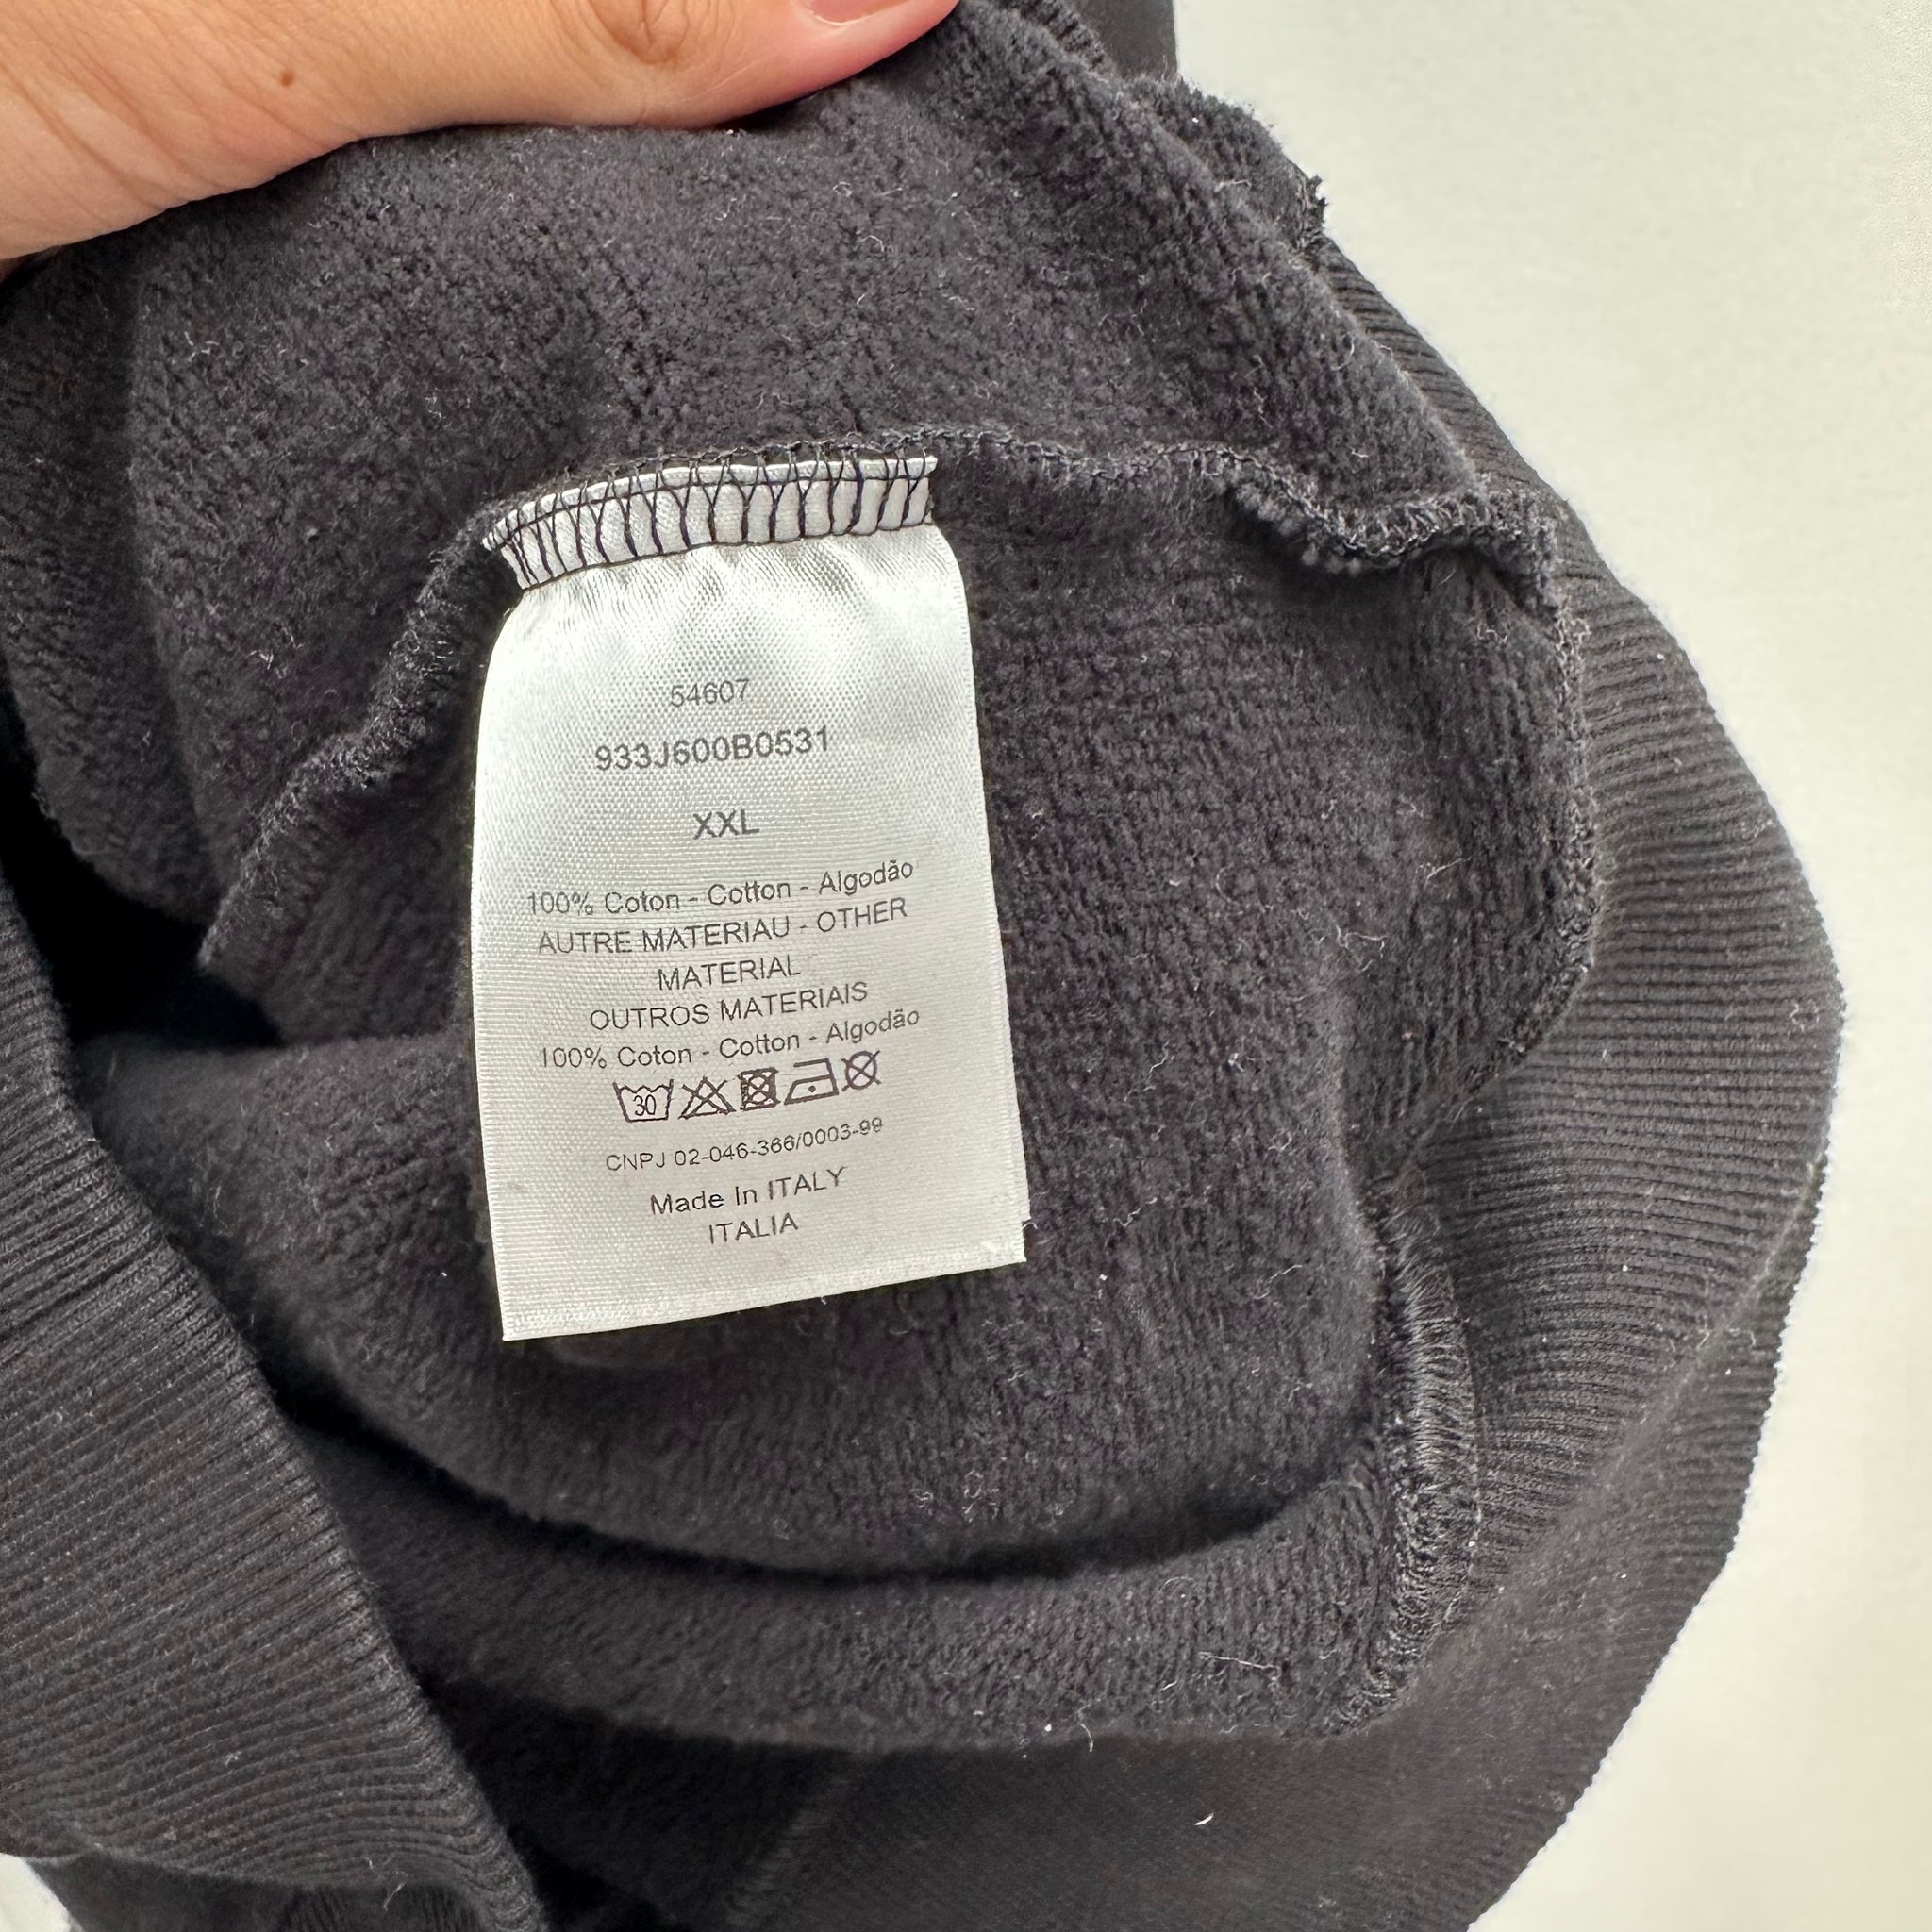 54607
933J600B0531
XXL
100% Coton - Cotton - Algodão
AUTRE MATERIAU - OTHER
MATERIAL
OUTROS MATERIAIS
100% Coton - Cotton - Algodão
30
CNPJ 02-046-366/0003-99
Made In ITALY
ITALIA